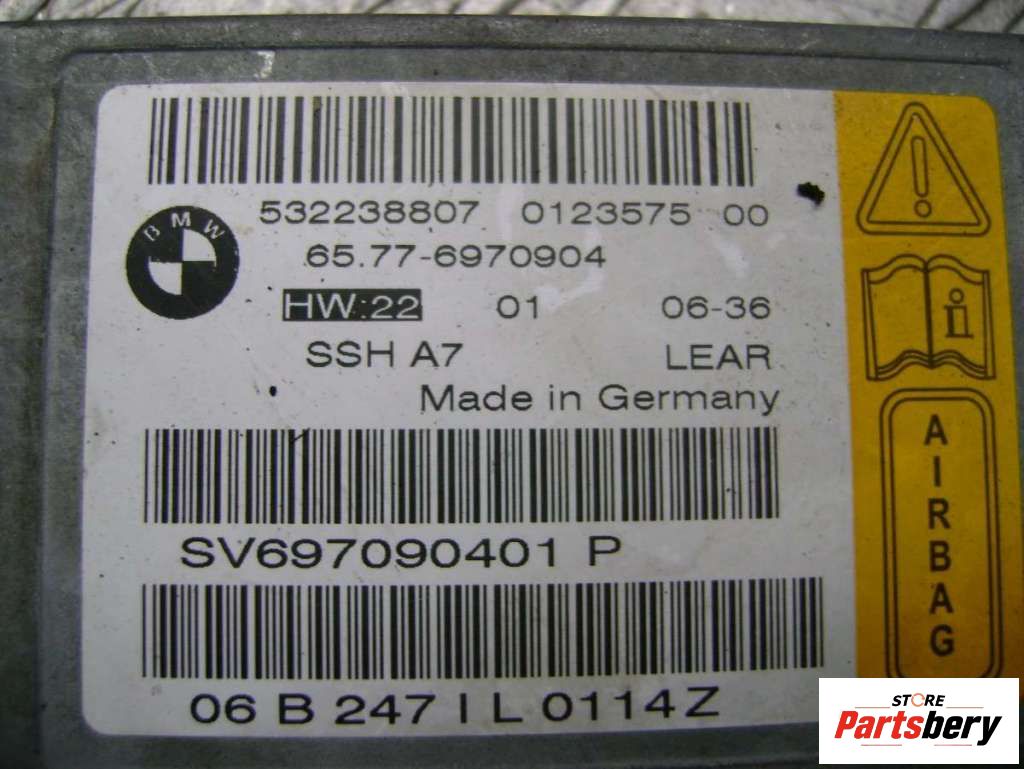 532238807 0123575 00
BMW
65.77-6970904
HW:22 01 06-36
SSH A7 LEAR
Made in Germany
SV697090401 P
06 B 247 I L 0114Z
i
AIRBAG
STORE
Partsbery